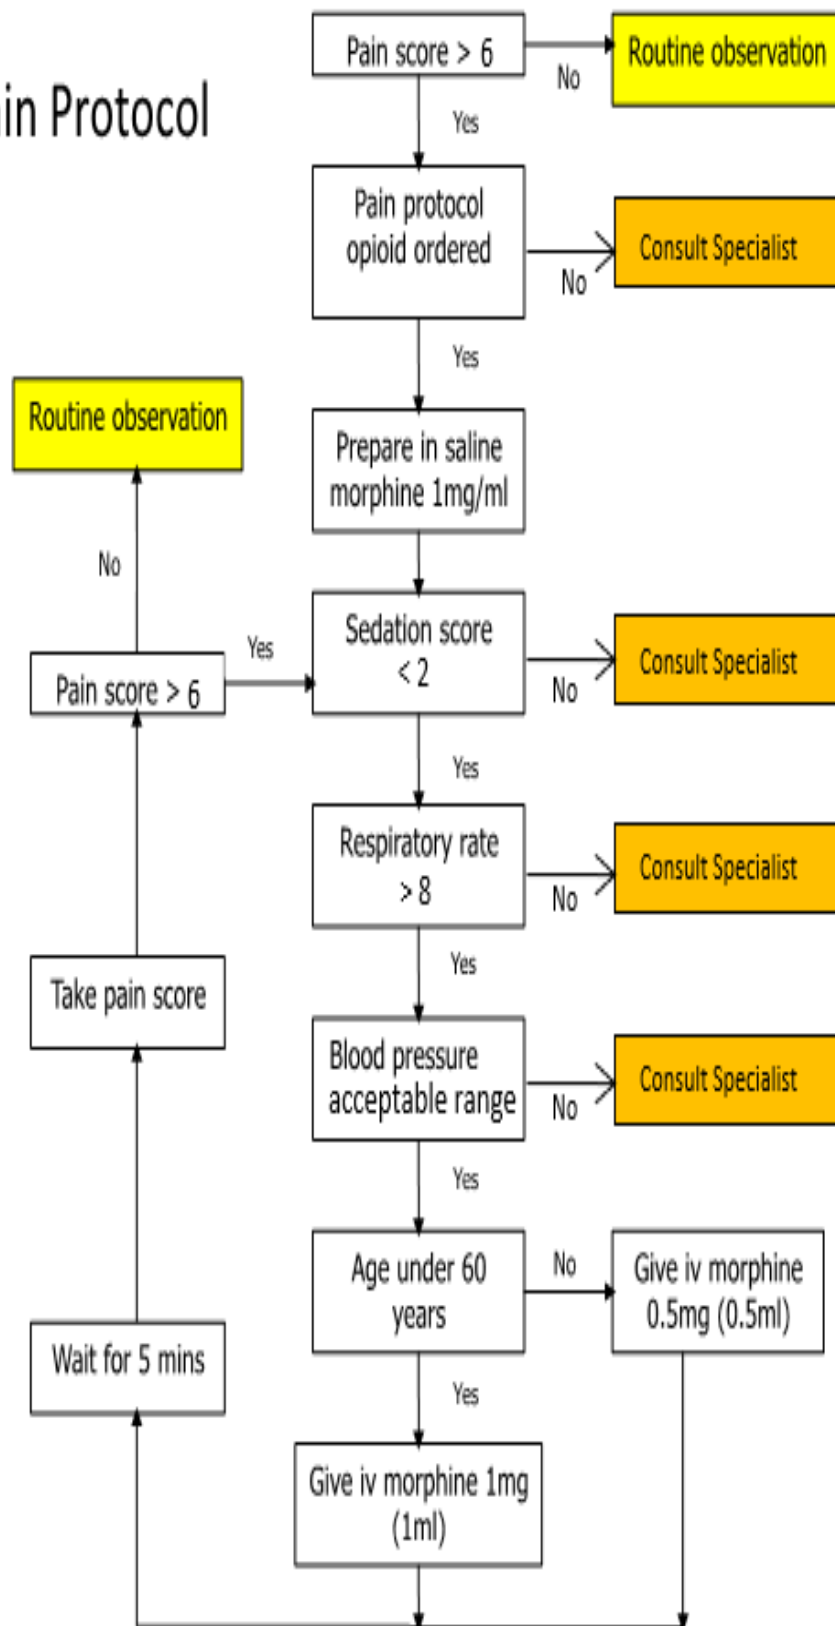 Pain score > 6
No
Routine observation
in Protocol
Yes
Pain protocol
opioid ordered
No
Consult Specialist
Yes
Routine observation
Prepare in saline
morphine 1mg/ml
No
Pain score > 6
Yes
Sedation score
< 2
No
Consult Specialist
Yes
Respiratory rate
> 8
No
Consult Specialist
Yes
Take pain score
Blood pressure
acceptable range
No
Consult Specialist
Yes
Age under 60
years
No
Give iv morphine
0.5mg (0.5ml)
Wait for 5 mins
Yes
Give iv morphine 1mg
(1ml)